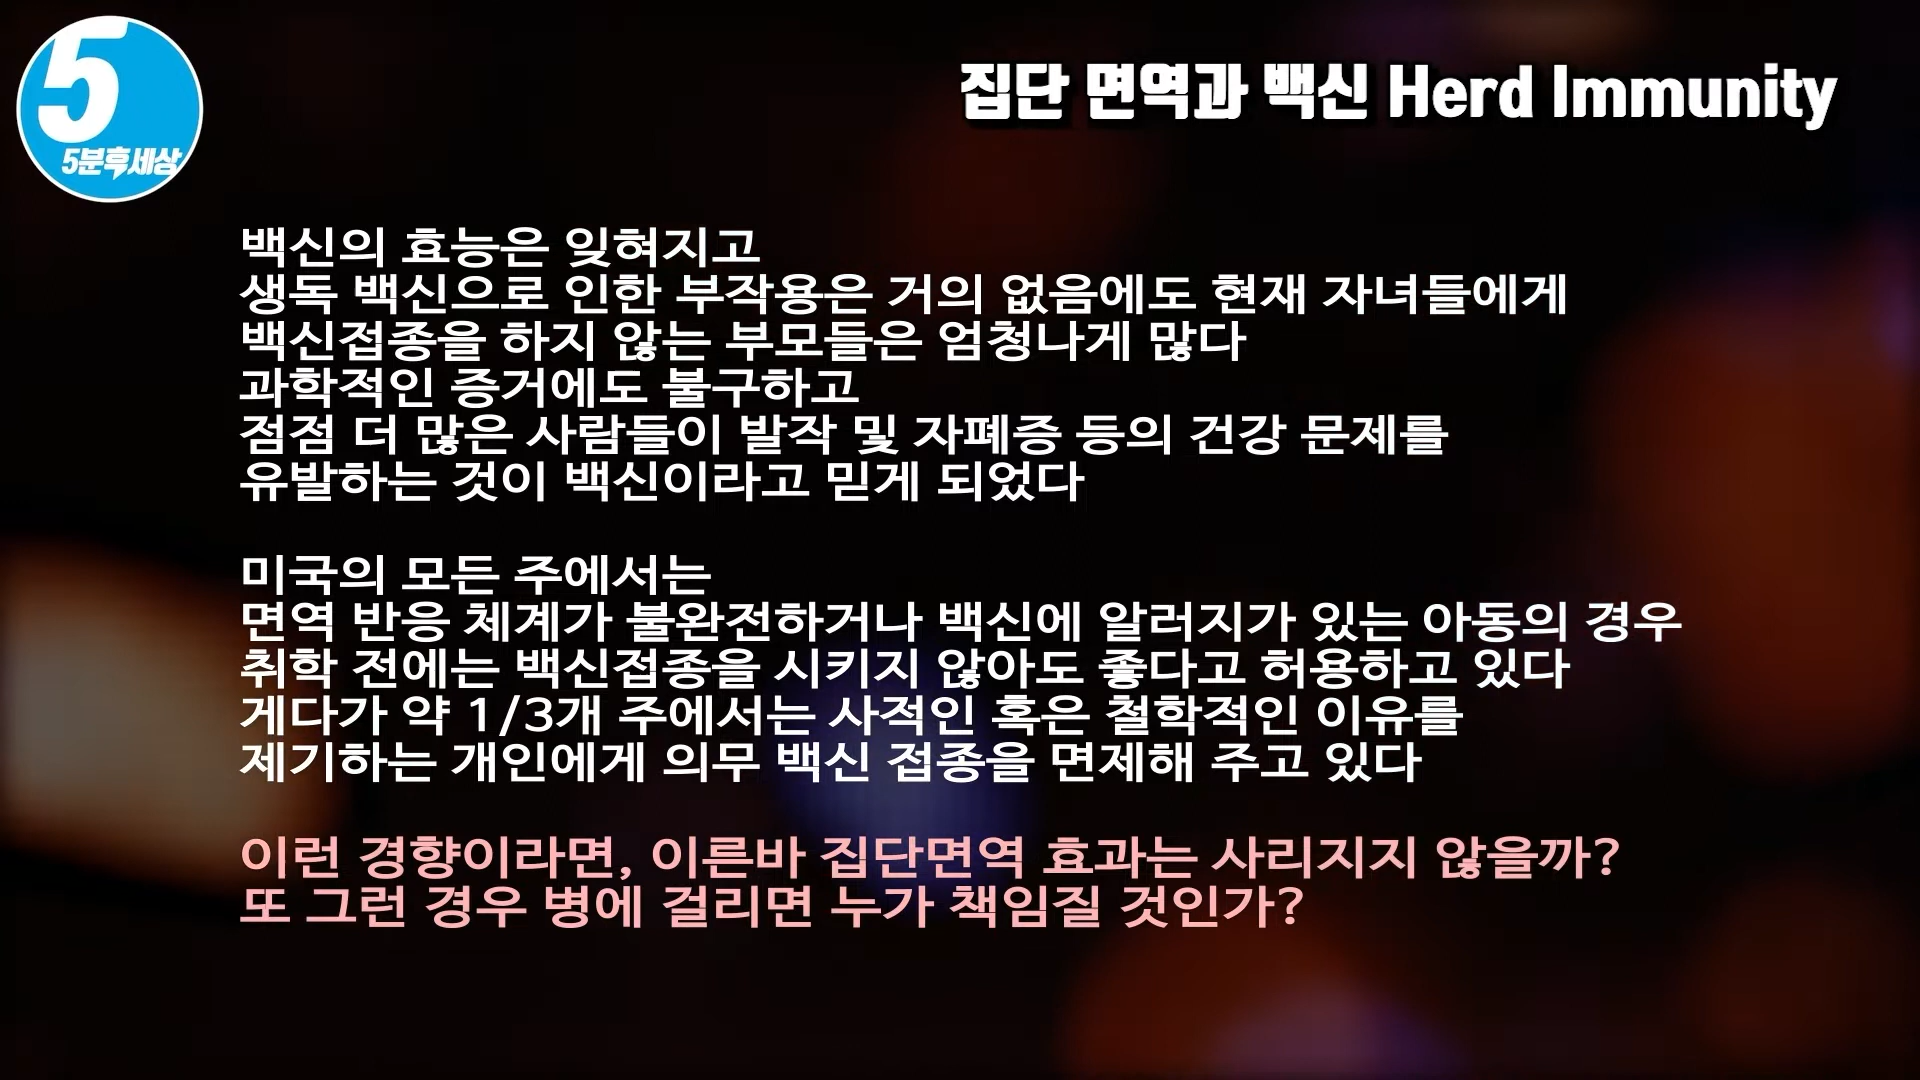 5
5분후세상
집단 면역과 백신 Herd Immunity
백신의 효능은 잊혀지고
생독 백신으로 인한 부작용은 거의 없음에도 현재 자녀들에게
백신접종을 하지 않는 부모들은 엄청나게 많다
과학적인 증거에도 불구하고
점점 더 많은 사람들이 발작 및 자폐증 등의 건강 문제를
유발하는 것이 백신이라고 믿게 되었다
미국의 모든 주에서는
면역 반응 체계가 불완전하거나 백신에 알러지가 있는 아동의 경우
취학 전에는 백신접종을 시키지 않아도 좋다고 허용하고 있다
게다가 약 1/3개 주에서는 사적인 혹은 철학적인 이유를
제기하는 개인에게 의무 백신 접종을 면제해 주고 있다
이런 경향이라면, 이른바 집단면역 효과는 사리지지 않을까?
또 그런 경우 병에 걸리면 누가 책임질 것인가?